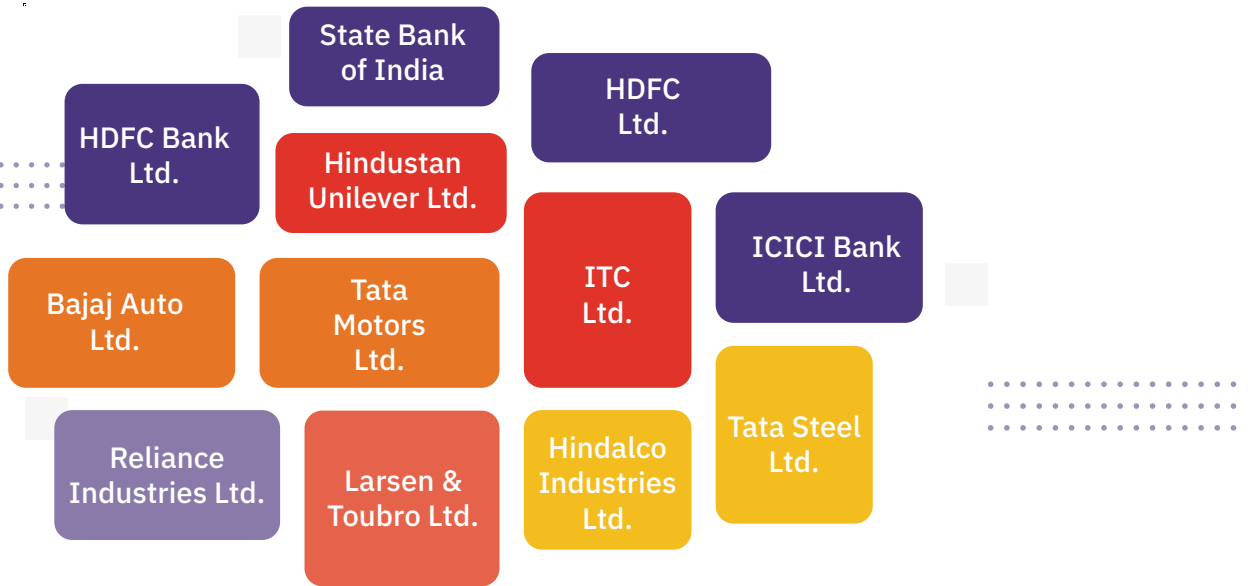 State Bank
of India
HDFC
Ltd.
HDFC Bank
Ltd.
Hindustan
Unilever Ltd.
ITC
Ltd.
ICICI Bank
Ltd.
Bajaj Auto
Ltd.
Tata
Motors
Ltd.
Reliance
Industries Ltd.
Larsen &
Toubro Ltd.
Hindalco
Industries
Ltd.
Tata Steel
Ltd.